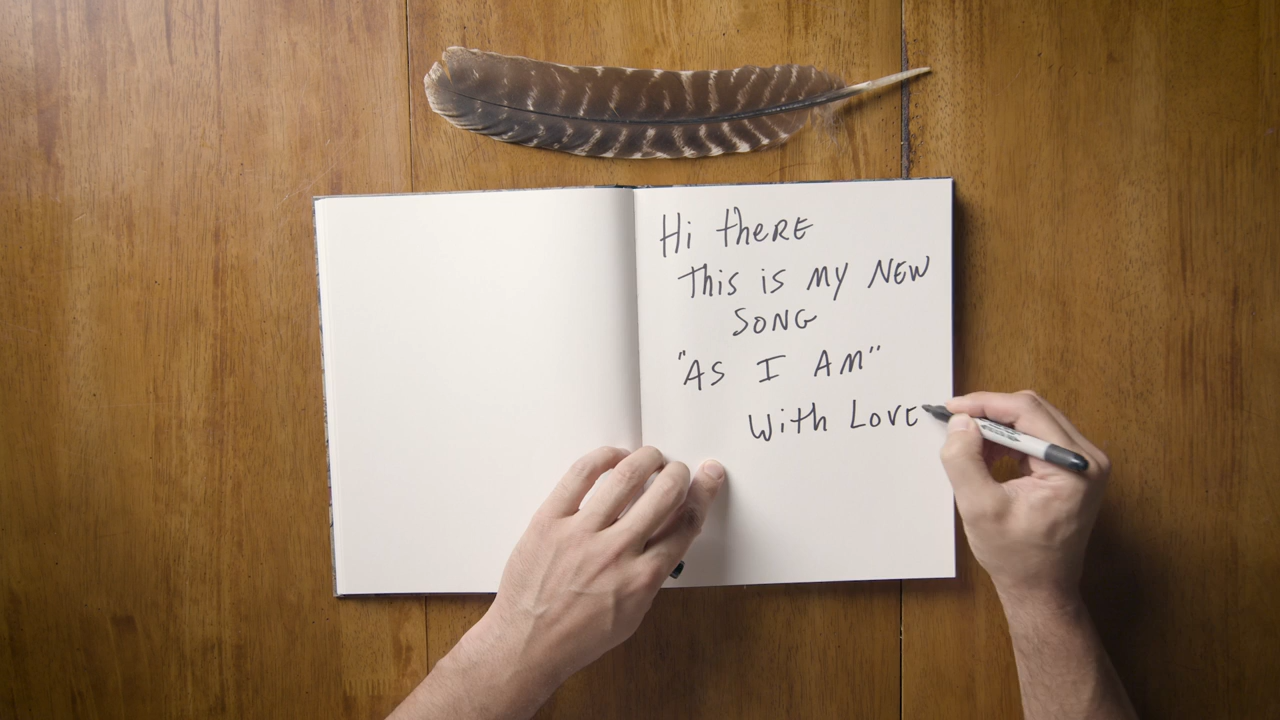 Hi there
This is my new
song
"As I Am"
With Love